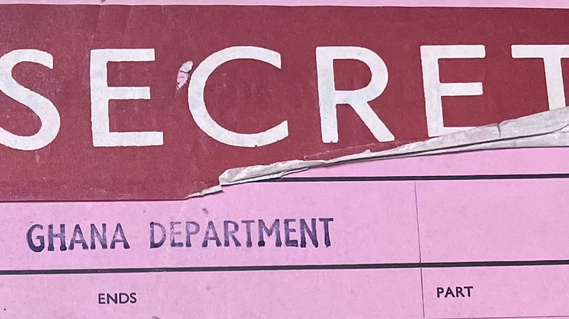 SECRET
GHANA DEPARTMENT
ENDS PART